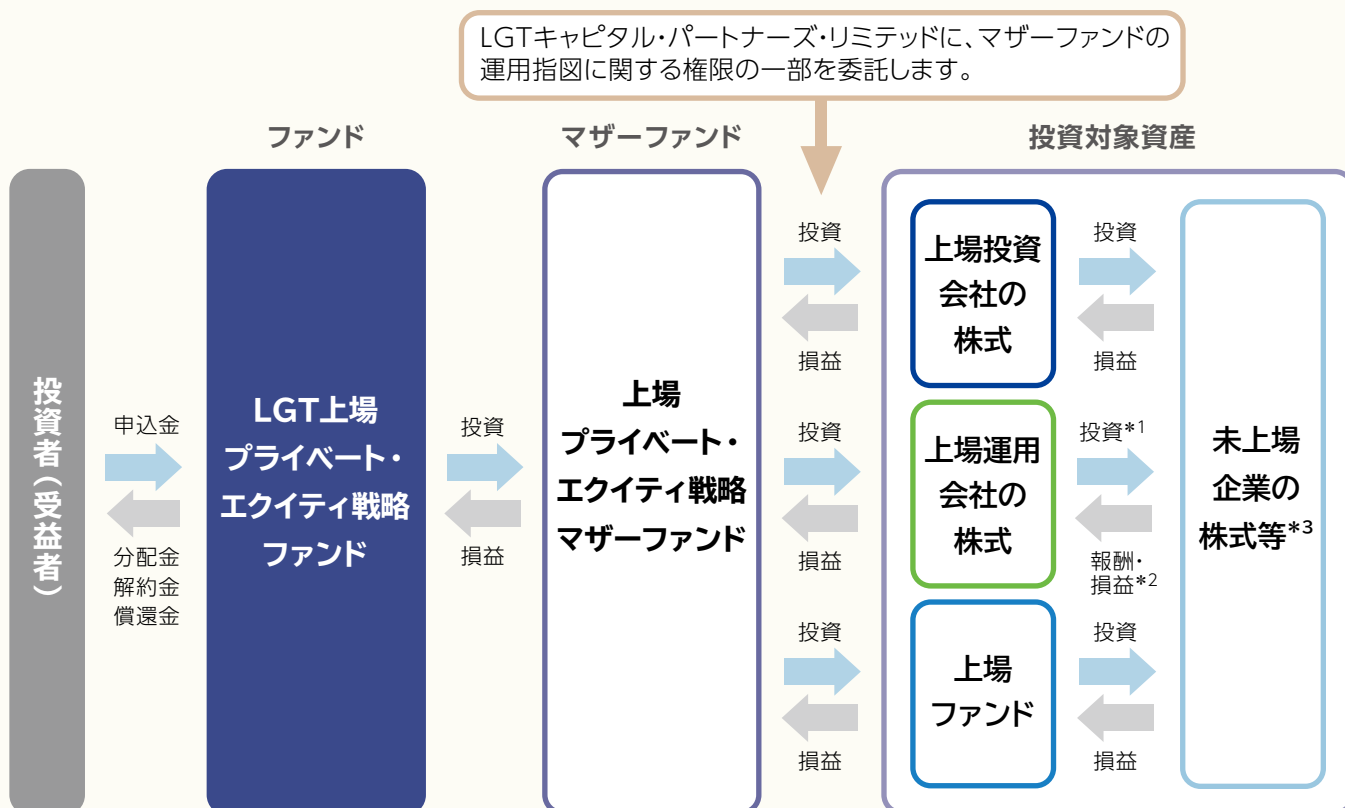 LGTキャピタル・パートナーズ・リミテッドに、マザーファンドの
運用指図に関する権限の一部を委託します。
ファンド
マザーファンド
投資対象資産
投資者（受益者）
申込金
分配金
解約金
償還金
LGT上場
プライベート・
エクイティ戦略
ファンド
投資
損益
上場
プライベート・
エクイティ戦略
マザーファンド
投資
損益
上場投資
会社の
株式
投資
損益
投資
損益
上場運用
会社の
株式
投資*1
報酬・
損益*2
投資
損益
上場
ファンド
投資
損益
未上場
企業の
株式等*3